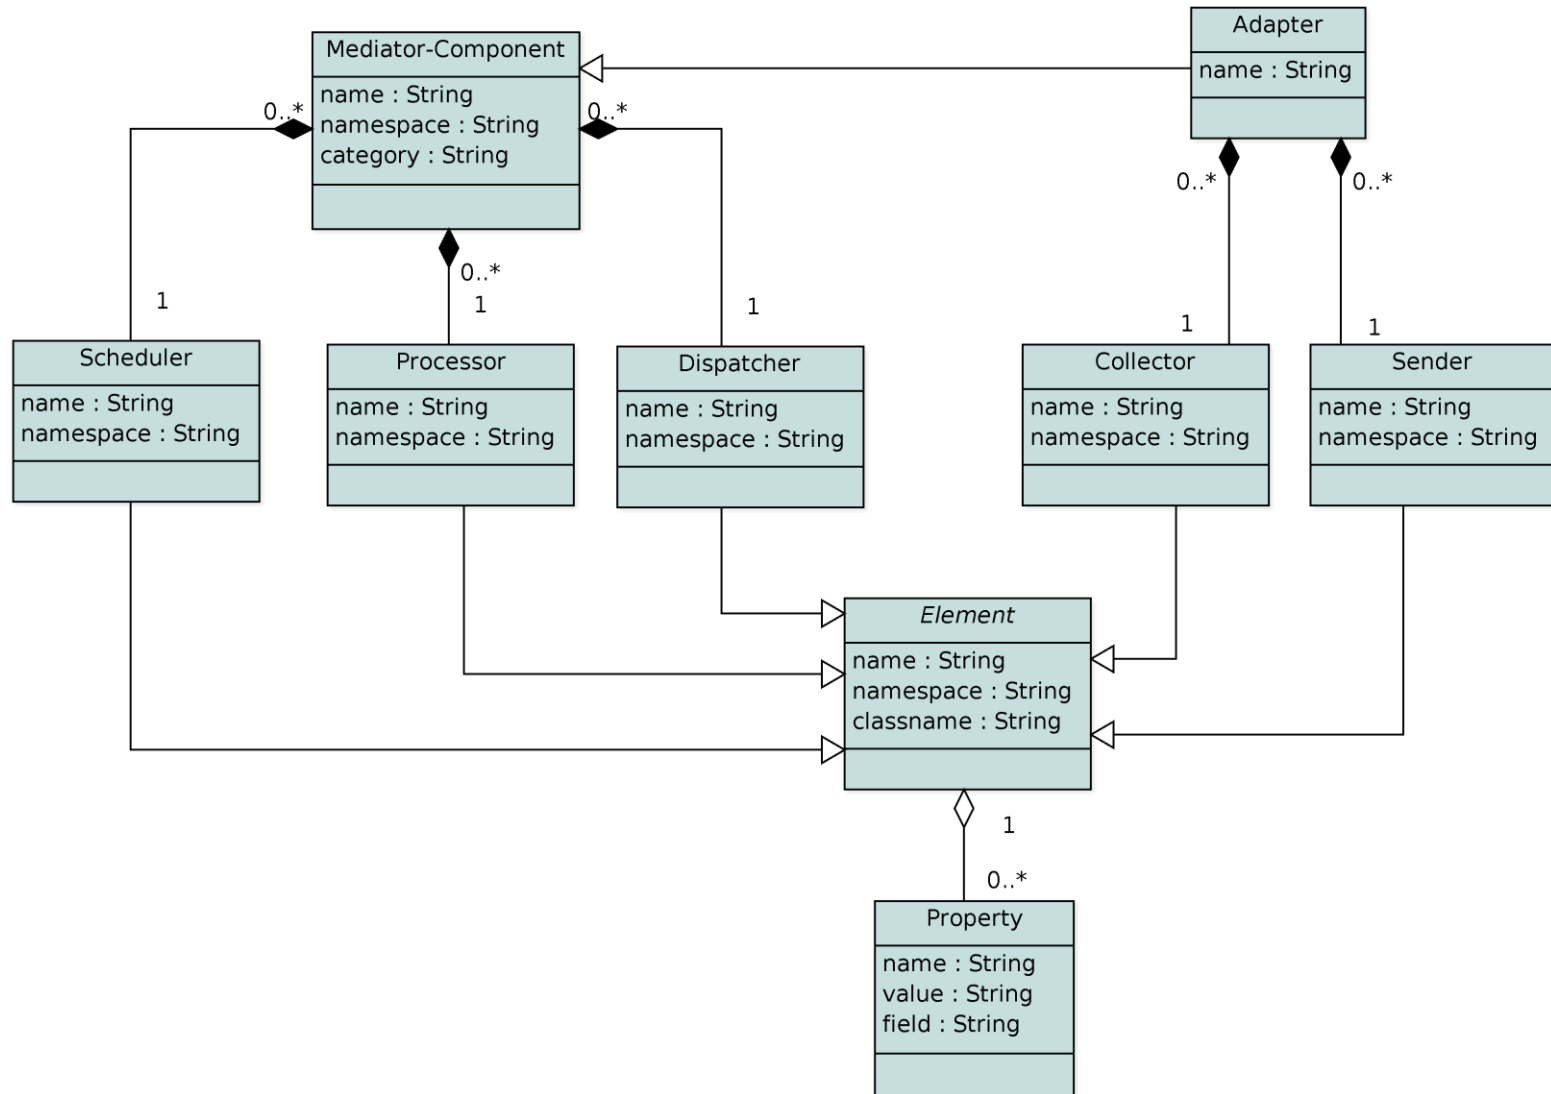 Mediator-Component
name : String
namespace : String
category : String
Adapter
name : String
0..*
0..*
0..*
0..*
0..*
1
1
1
1
1
Scheduler
name : String
namespace : String
Processor
name : String
namespace : String
Dispatcher
name : String
namespace : String
Collector
name : String
namespace : String
Sender
name : String
namespace : String
Element
name : String
namespace : String
classname : String
1
0..*
Property
name : String
value : String
field : String